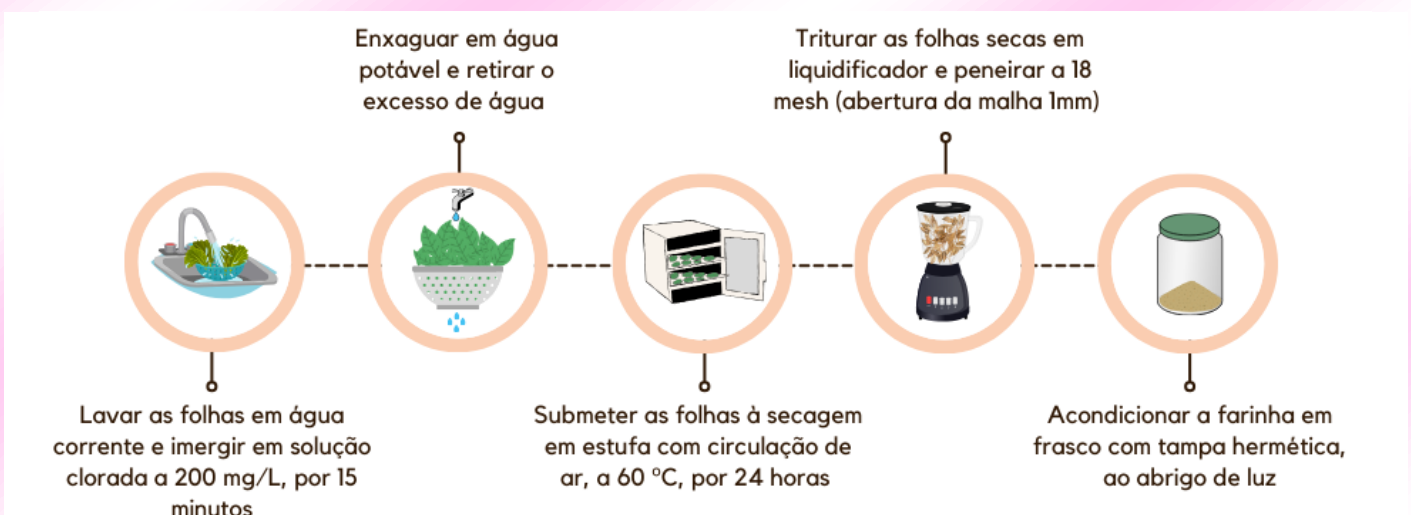 Lavar as folhas em água
corrente e imergir em solução
clorada a 200 mg/L, por 15
minutos
Enxaguar em água
potável e retirar o
excesso de água
Submeter as folhas à secagem
em estufa com circulação de
ar, a 60 ºC, por 24 horas
Triturar as folhas secas em
liquidificador e peneirar a 18
mesh (abertura da malha 1mm)
Acondicionar a farinha em
frasco com tampa hermética,
ao abrigo de luz